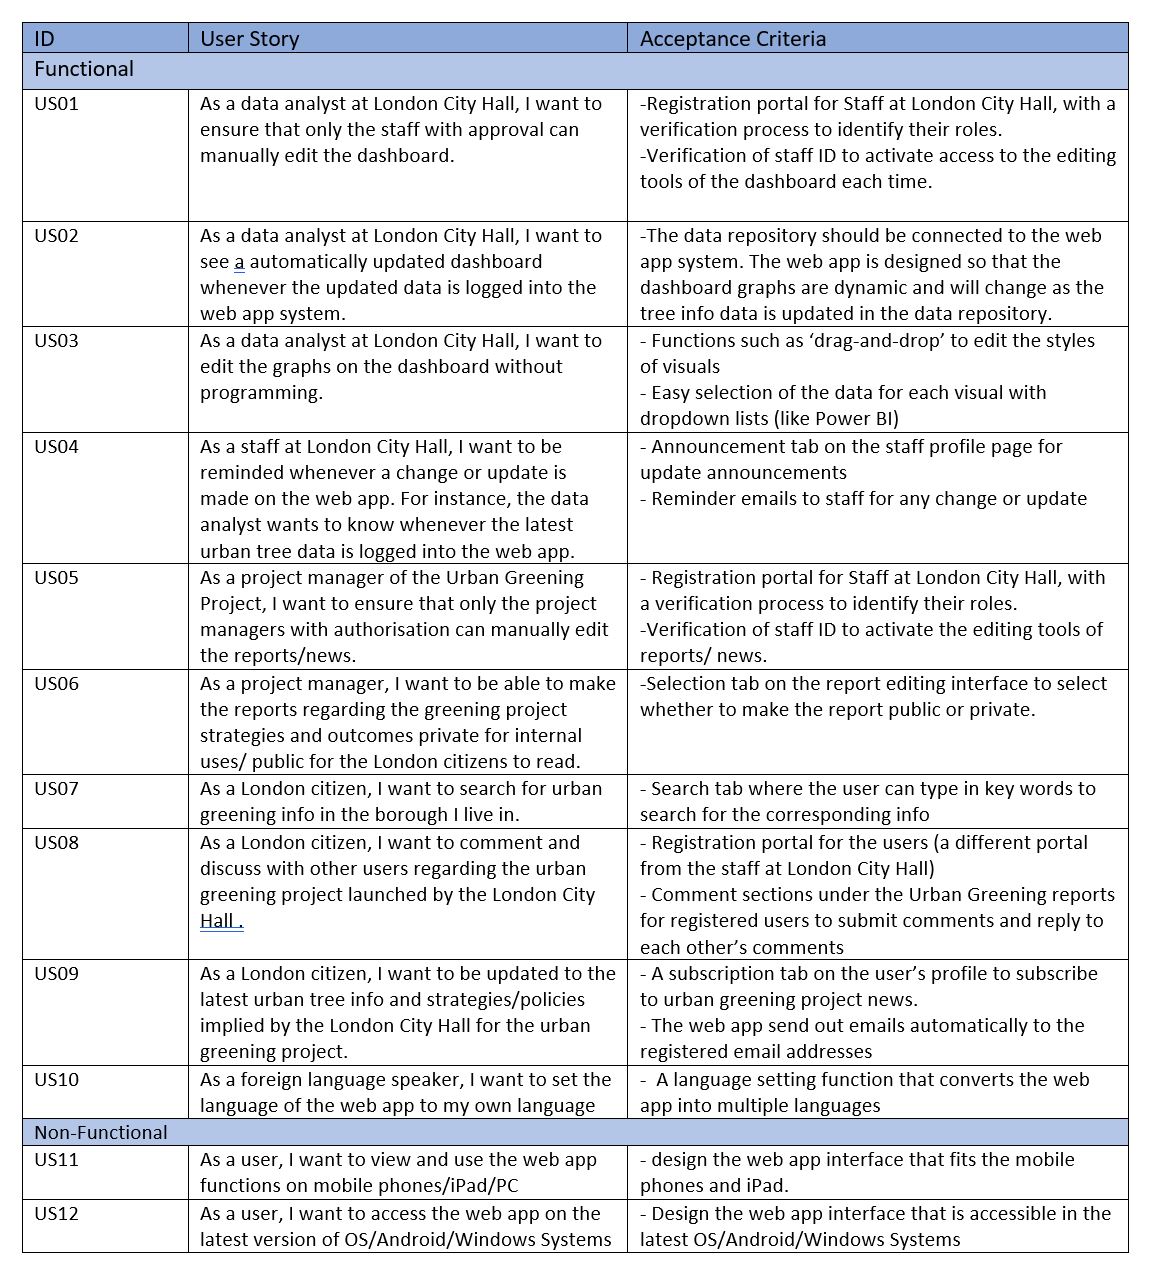 ID
User Story
Acceptance Criteria
Functional
US01
As a data analyst at London City Hall, I want to
ensure that only the staff with approval can
manually edit the dashboard.
-Registration portal for Staff at London City Hall, with a
verification process to identify their roles.
-Verification of staff ID to activate access to the editing
tools of the dashboard each time.
US02
As a data analyst at London City Hall, I want to
see a automatically updated dashboard
whenever the updated data is logged into the
web app system.
-The data repository should be connected to the web
app system. The web app is designed so that the
dashboard graphs are dynamic and will change as the
tree info data is updated in the data repository.
US03
As a data analyst at London City Hall, I want to
edit the graphs on the dashboard without
programming.
- Functions such as ‘drag-and-drop’ to edit the styles
of visuals
- Easy selection of the data for each visual with
dropdown lists (like Power BI)
US04
As a staff at London City Hall, I want to be
reminded whenever a change or update is
made on the web app. For instance, the data
analyst wants to know whenever the latest
urban tree data is logged into the web app.
- Announcement tab on the staff profile page for
update announcements
- Reminder emails to staff for any change or update
US05
As a project manager of the Urban Greening
Project, I want to ensure that only the project
managers with authorisation can manually edit
the reports/news.
- Registration portal for Staff at London City Hall, with
a verification process to identify their roles.
-Verification of staff ID to activate the editing tools of
reports/ news.
US06
As a project manager, I want to be able to make
the reports regarding the greening project
strategies and outcomes private for internal
uses/ public for the London citizens to read.
-Selection tab on the report editing interface to select
whether to make the report public or private.
US07
As a London citizen, I want to search for urban
greening info in the borough I live in.
- Search tab where the user can type in key words to
search for the corresponding info
US08
As a London citizen, I want to comment and
discuss with other users regarding the urban
greening project launched by the London City
Hall .
- Registration portal for the users (a different portal
from the staff at London City Hall)
- Comment sections under the Urban Greening reports
for registered users to submit comments and reply to
each other’s comments
US09
As a London citizen, I want to be updated to the
latest urban tree info and strategies/policies
implied by the London City Hall for the urban
greening project.
- A subscription tab on the user’s profile to subscribe
to urban greening project news.
- The web app send out emails automatically to the
registered email addresses
US10
As a foreign language speaker, I want to set the
language of the web app to my own language
-  A language setting function that converts the web
app into multiple languages
Non-Functional
US11
As a user, I want to view and use the web app
functions on mobile phones/iPad/PC
- design the web app interface that fits the mobile
phones and iPad.
US12
As a user, I want to access the web app on the
latest version of OS/Android/Windows Systems
- Design the web app interface that is accessible in the
latest OS/Android/Windows Systems